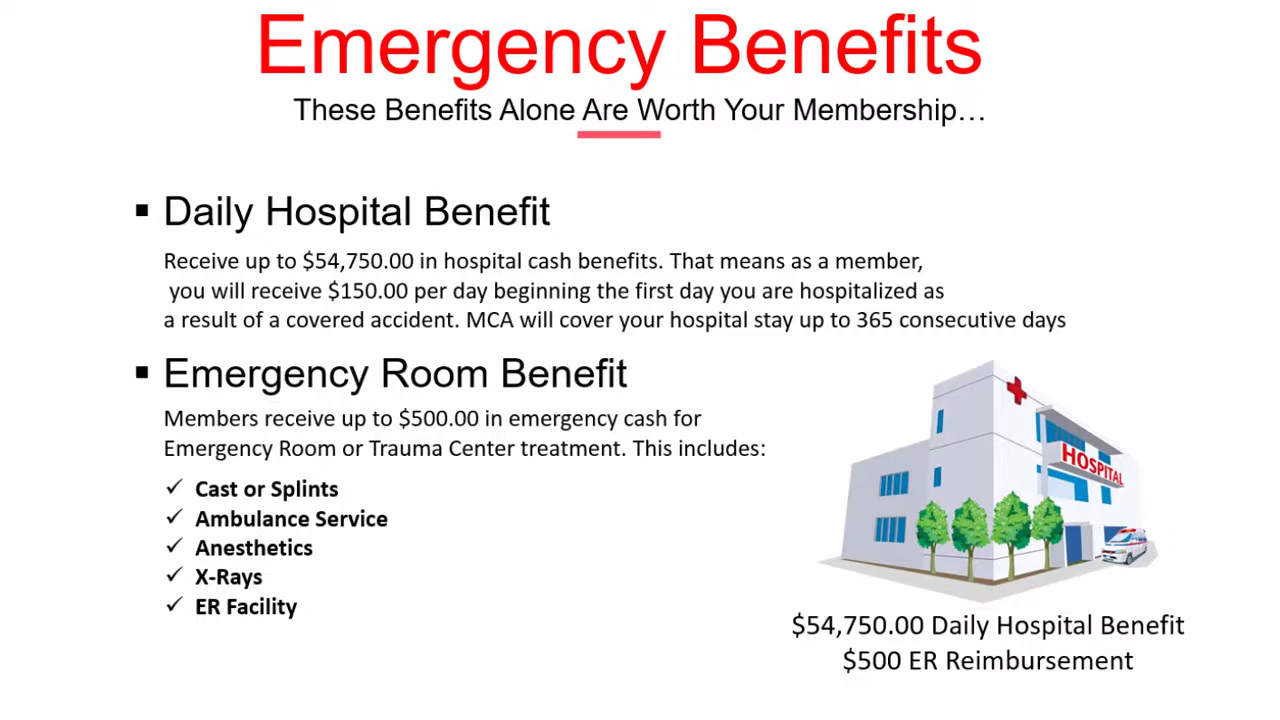 Emergency Benefits
These Benefits Alone Are Worth Your Membership…
▪ Daily Hospital Benefit
Receive up to $54,750.00 in hospital cash benefits. That means as a member,
you will receive $150.00 per day beginning the first day you are hospitalized as
a result of a covered accident. MCA will cover your hospital stay up to 365 consecutive days
▪ Emergency Room Benefit
Members receive up to $500.00 in emergency cash for
Emergency Room or Trauma Center treatment. This includes:
✓ Cast or Splints
✓ Ambulance Service
✓ Anesthetics
✓ X-Rays
✓ ER Facility
HOSPITAL
$54,750.00 Daily Hospital Benefit
$500 ER Reimbursement